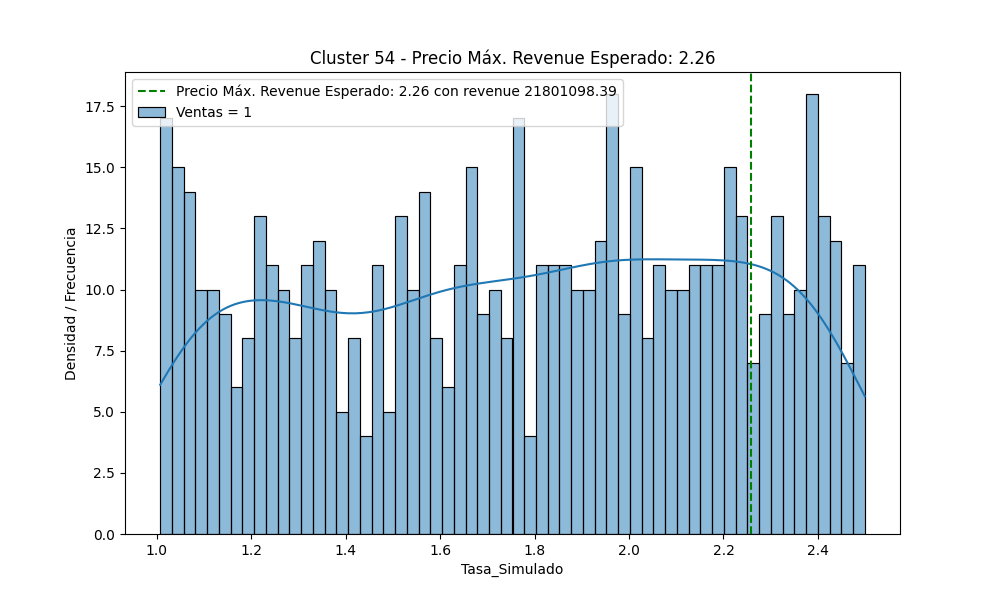 Cluster 54 - Precio Máx. Revenue Esperado: 2.26
Precio Máx. Revenue Esperado: 2.26 con revenue 21801098.39
Ventas = 1
17.5
15.0
12.5
10.0
7.5
5.0
2.5
0.0
Densidad / Frecuencia
1.0 1.2 1.4 1.6 1.8 2.0 2.2 2.4
Tasa_Simulado